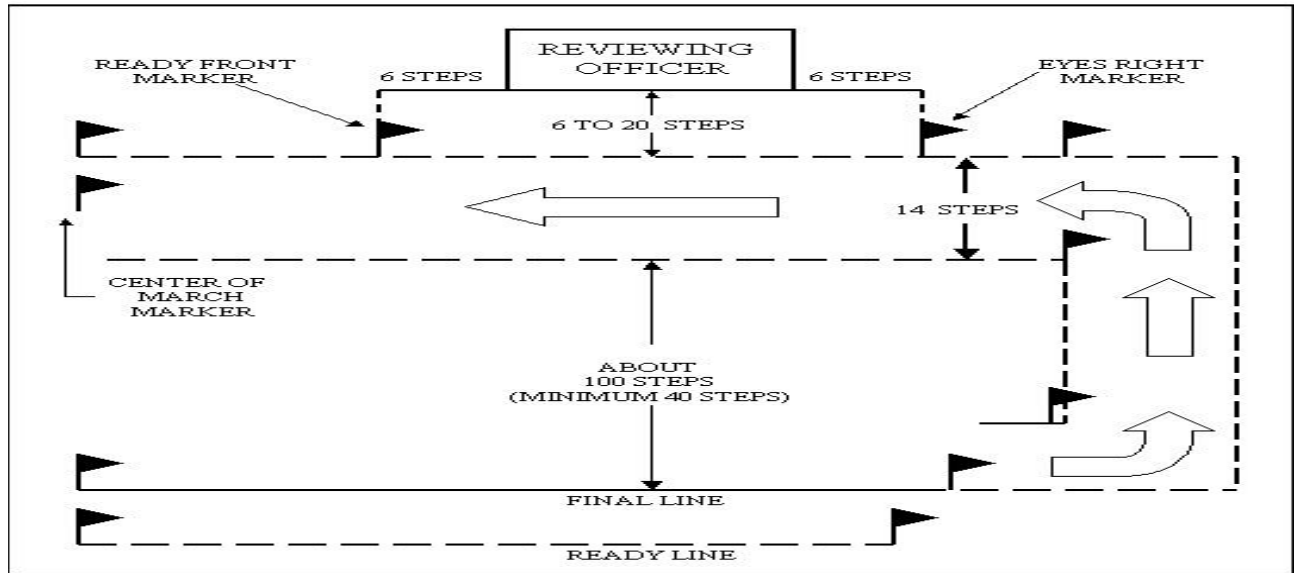 REVIEWING
OFFICER
READY FRONT
MARKER
6 STEPS
6 STEPS
EYES RIGHT
MARKER
6 TO 20 STEPS
14 STEPS
CENTER OF
MARCH
MARKER
ABOUT
100 STEPS
(MINIMUM 40 STEPS)
FINAL LINE
READY LINE